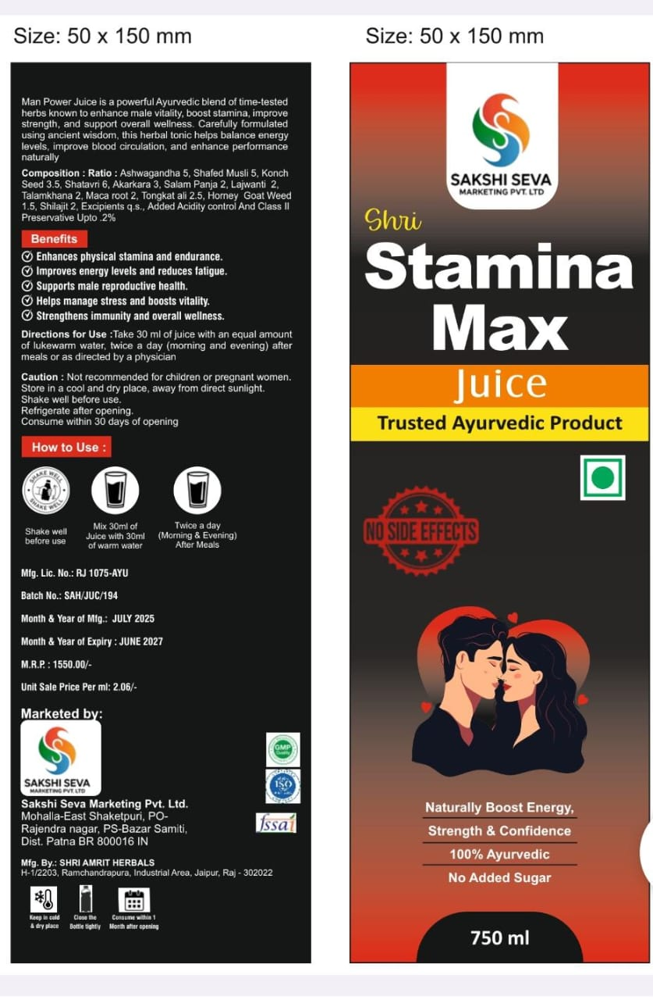 Size: 50 x 150 mm
Man Power Juice is a powerful Ayurvedic blend of time-tested
herbs known to enhance male vitality, boost stamina, improve
strength, and support overall wellness. Carefully formulated
using ancient wisdom, this herbal tonic helps balance energy
levels, improve blood circulation, and enhance performance
naturally
Composition : Ratio : Ashwagandha 5, Shafed Musli 5, Konch
Seed 3.5, Shatavri 6, Akarkara 3, Salam Panja 2, Lajwanti 2,
Talamkhana 2, Maca root 2, Tongkat ali 2.5, Horney Goat Weed
1.5, Shilajit 2, Excipients q.s., Added Acidity control And Class II
Preservative Upto .2%
Benefits
Enhances physical stamina and endurance.
Improves energy levels and reduces fatigue.
Supports male reproductive health.
Helps manage stress and boosts vitality.
Strengthens immunity and overall wellness.
Directions for Use :Take 30 ml of juice with an equal amount
of lukewarm water, twice a day (morning and evening) after
meals or as directed by a physician
Caution : Not recommended for children or pregnant women.
Store in a cool and dry place, away from direct sunlight.
Shake well before use.
Refrigerate after opening.
Consume within 30 days of opening
How to Use :
SHAKE WELL
SHAKE WELL
Shake well
before use
Mix 30ml of
Juice with 30ml
of warm water
Twice a day
(Morning & Evening)
After Meals
Mfg. Lic. No.: RJ 1075-AYU
Batch No.: SAH/JUC/194
Month & Year of Mfg.: JULY 2025
Month & Year of Expiry : JUNE 2027
M.R.P. : 1550.00/-
Unit Sale Price Per ml: 2.06/-
Marketed by:
SAKSHI SEVA
MARKETING PVT. LTD
GMP
Quality
ISO
fssai
Sakshi Seva Marketing Pvt. Ltd.
Mohalla-East Shaketpuri, PO-
Rajendra nagar, PS-Bazar Samiti,
Dist. Patna BR 800016 IN
Mfg. By.: SHRI AMRIT HERBALS
H-1/2203, Ramchandrapura, Industrial Area, Jaipur, Raj - 302022
Keep in cold
& dry place
Close the
Bottle tightly
Consume within 1
Month after opening
Size: 50 x 150 mm
SAKSHI SEVA
MARKETING PVT. LTD
Shri
Stamina
Max
Juice
Trusted Ayurvedic Product
NO SIDE EFFECTS
Naturally Boost Energy,
Strength & Confidence
100% Ayurvedic
No Added Sugar
750 ml